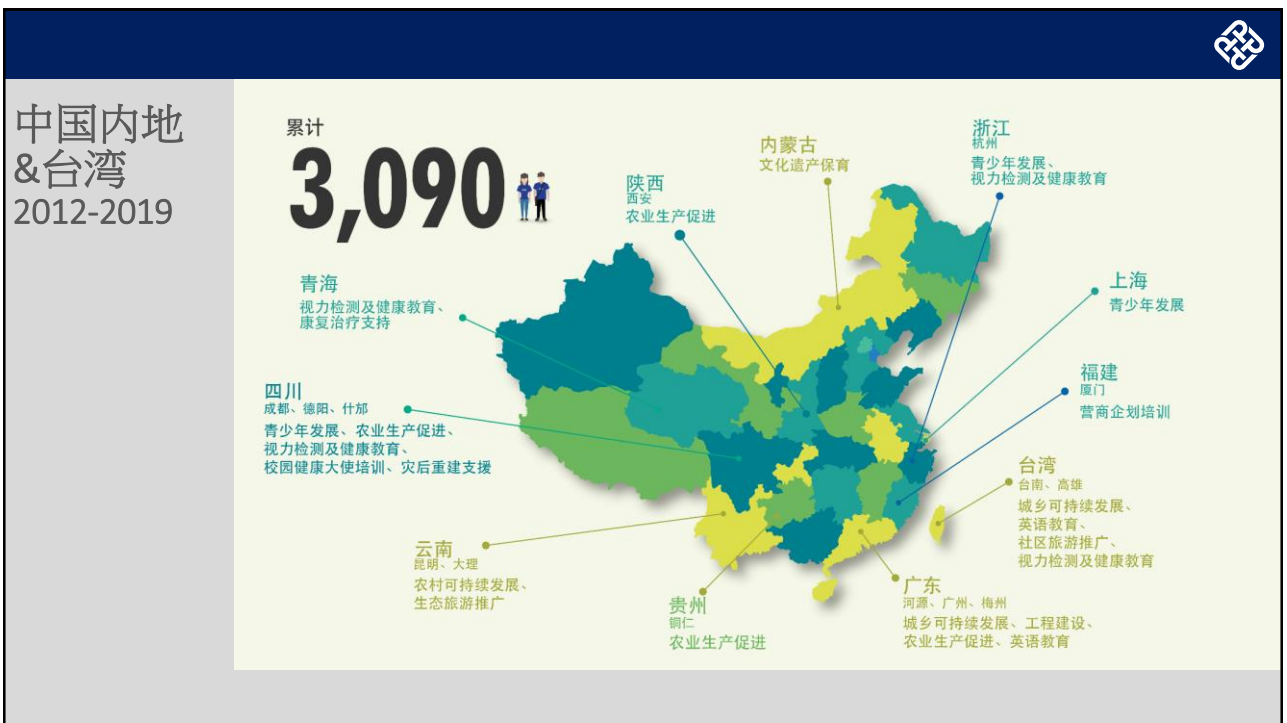 中国内地
&台湾
2012-2019
累计
3,090
内蒙古
文化遗产保育
浙江
杭州
青少年发展、
视力检测及健康教育
陕西
西安
农业生产促进
青海
视力检测及健康教育、
康复治疗支持
上海
青少年发展
四川
成都、德阳、什邡
青少年发展、农业生产促进、
视力检测及健康教育、
校园健康大使培训、灾后重建支援
福建
厦门
营商企划培训
台湾
台南、高雄
城乡可持续发展、
英语教育、
社区旅游推广、
视力检测及健康教育
云南
昆明、大理
农村可持续发展、
生态旅游推广
贵州
铜仁
农业生产促进
广东
河源、广州、梅州
城乡可持续发展、工程建设、
农业生产促进、英语教育